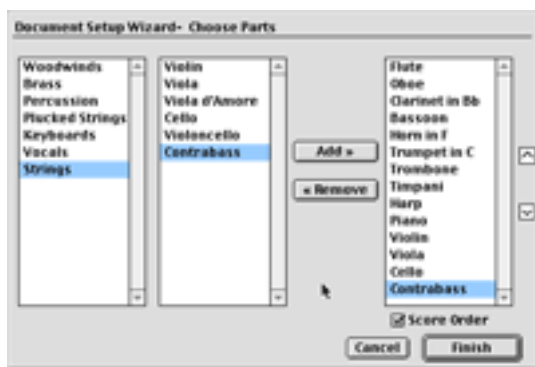 Document Setup Wizard- Choose Parts
Woodwinds
Brass
Percussion
Plucked Strings
Keyboards
Vocals
Strings
Violin
Viola
Viola d'Amore
Cello
Violoncello
Contrabass
Add »
« Remove
Flute
Oboe
Clarinet in Bb
Bassoon
Horn in F
Trumpet in C
Trombone
Timpani
Harp
Piano
Violin
Viola
Cello
Contrabass
Score Order
Cancel
Finish